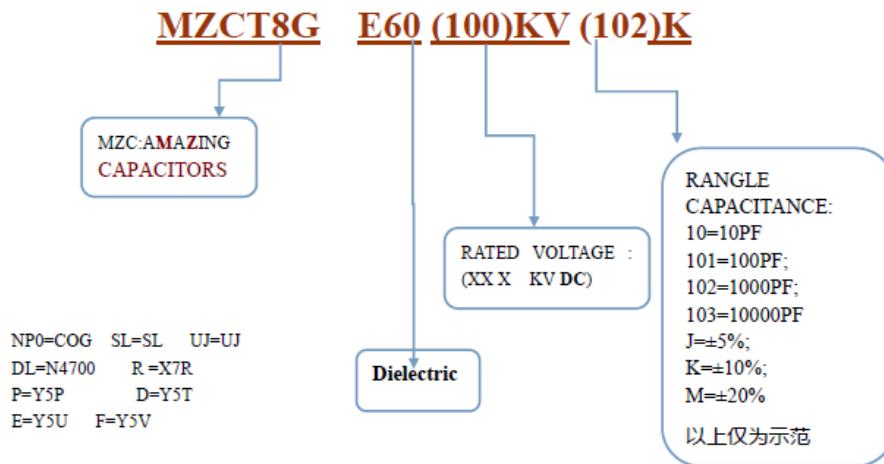 MZCT8G E60 (100)KV (102)K
MZC:AMAZING
CAPACITORS
RATED VOLTAGE :
(XX X KV DC)
RANGLE
CAPACITANCE:
10=10PF
101=100PF;
102=1000PF;
103=10000PF
J=±5%;
K=±10%;
M=±20%
以上仅为示范
Dielectric
NP0=COG SL=SL UJ=UJ
DL=N4700 R =X7R
P=Y5P D=Y5T
E=Y5U F=Y5V